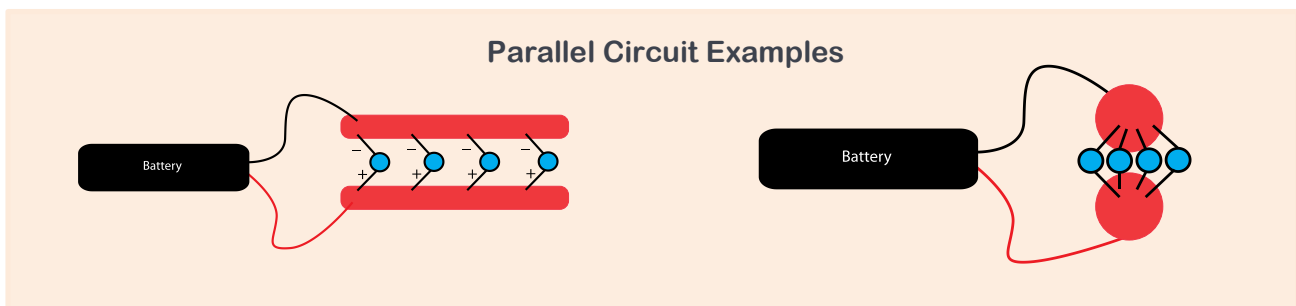 Parallel Circuit Examples
Battery
− − − −
+ + + +
Battery